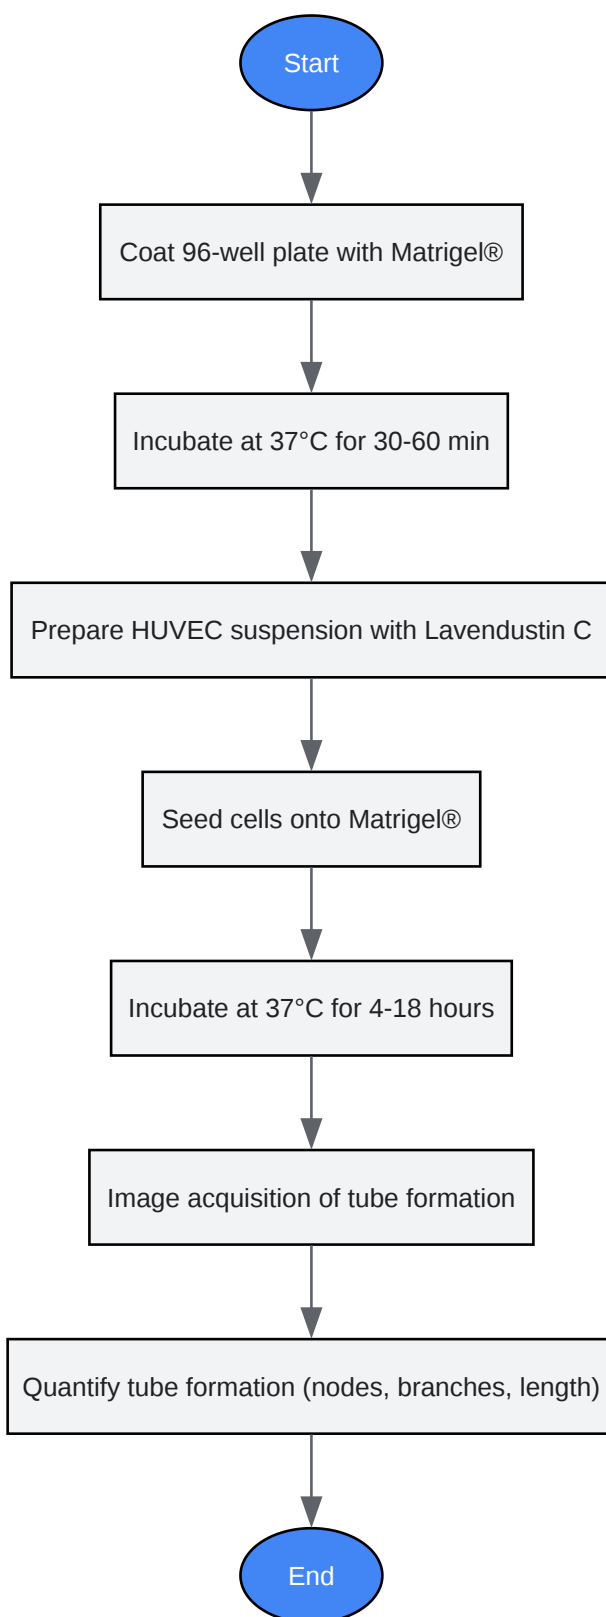 Start
Coat 96-well plate with Matrigel®
Incubate at 37°C for 30-60 min
Prepare HUVEC suspension with Lavendustin C
Seed cells onto Matrigel®
Incubate at 37°C for 4-18 hours
Image acquisition of tube formation
Quantify tube formation (nodes, branches, length)
End